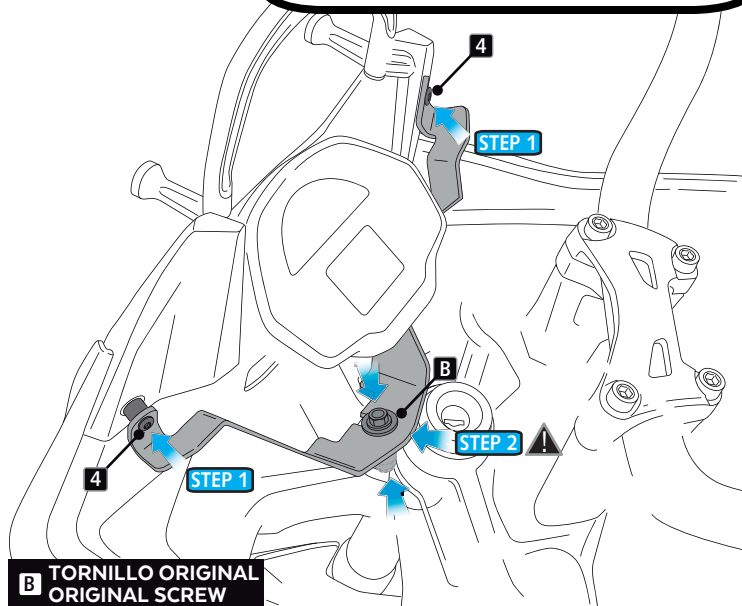 4
STEP 1
B
STEP 2
4
STEP 1
B TORNILLO ORIGINAL
ORIGINAL SCREW